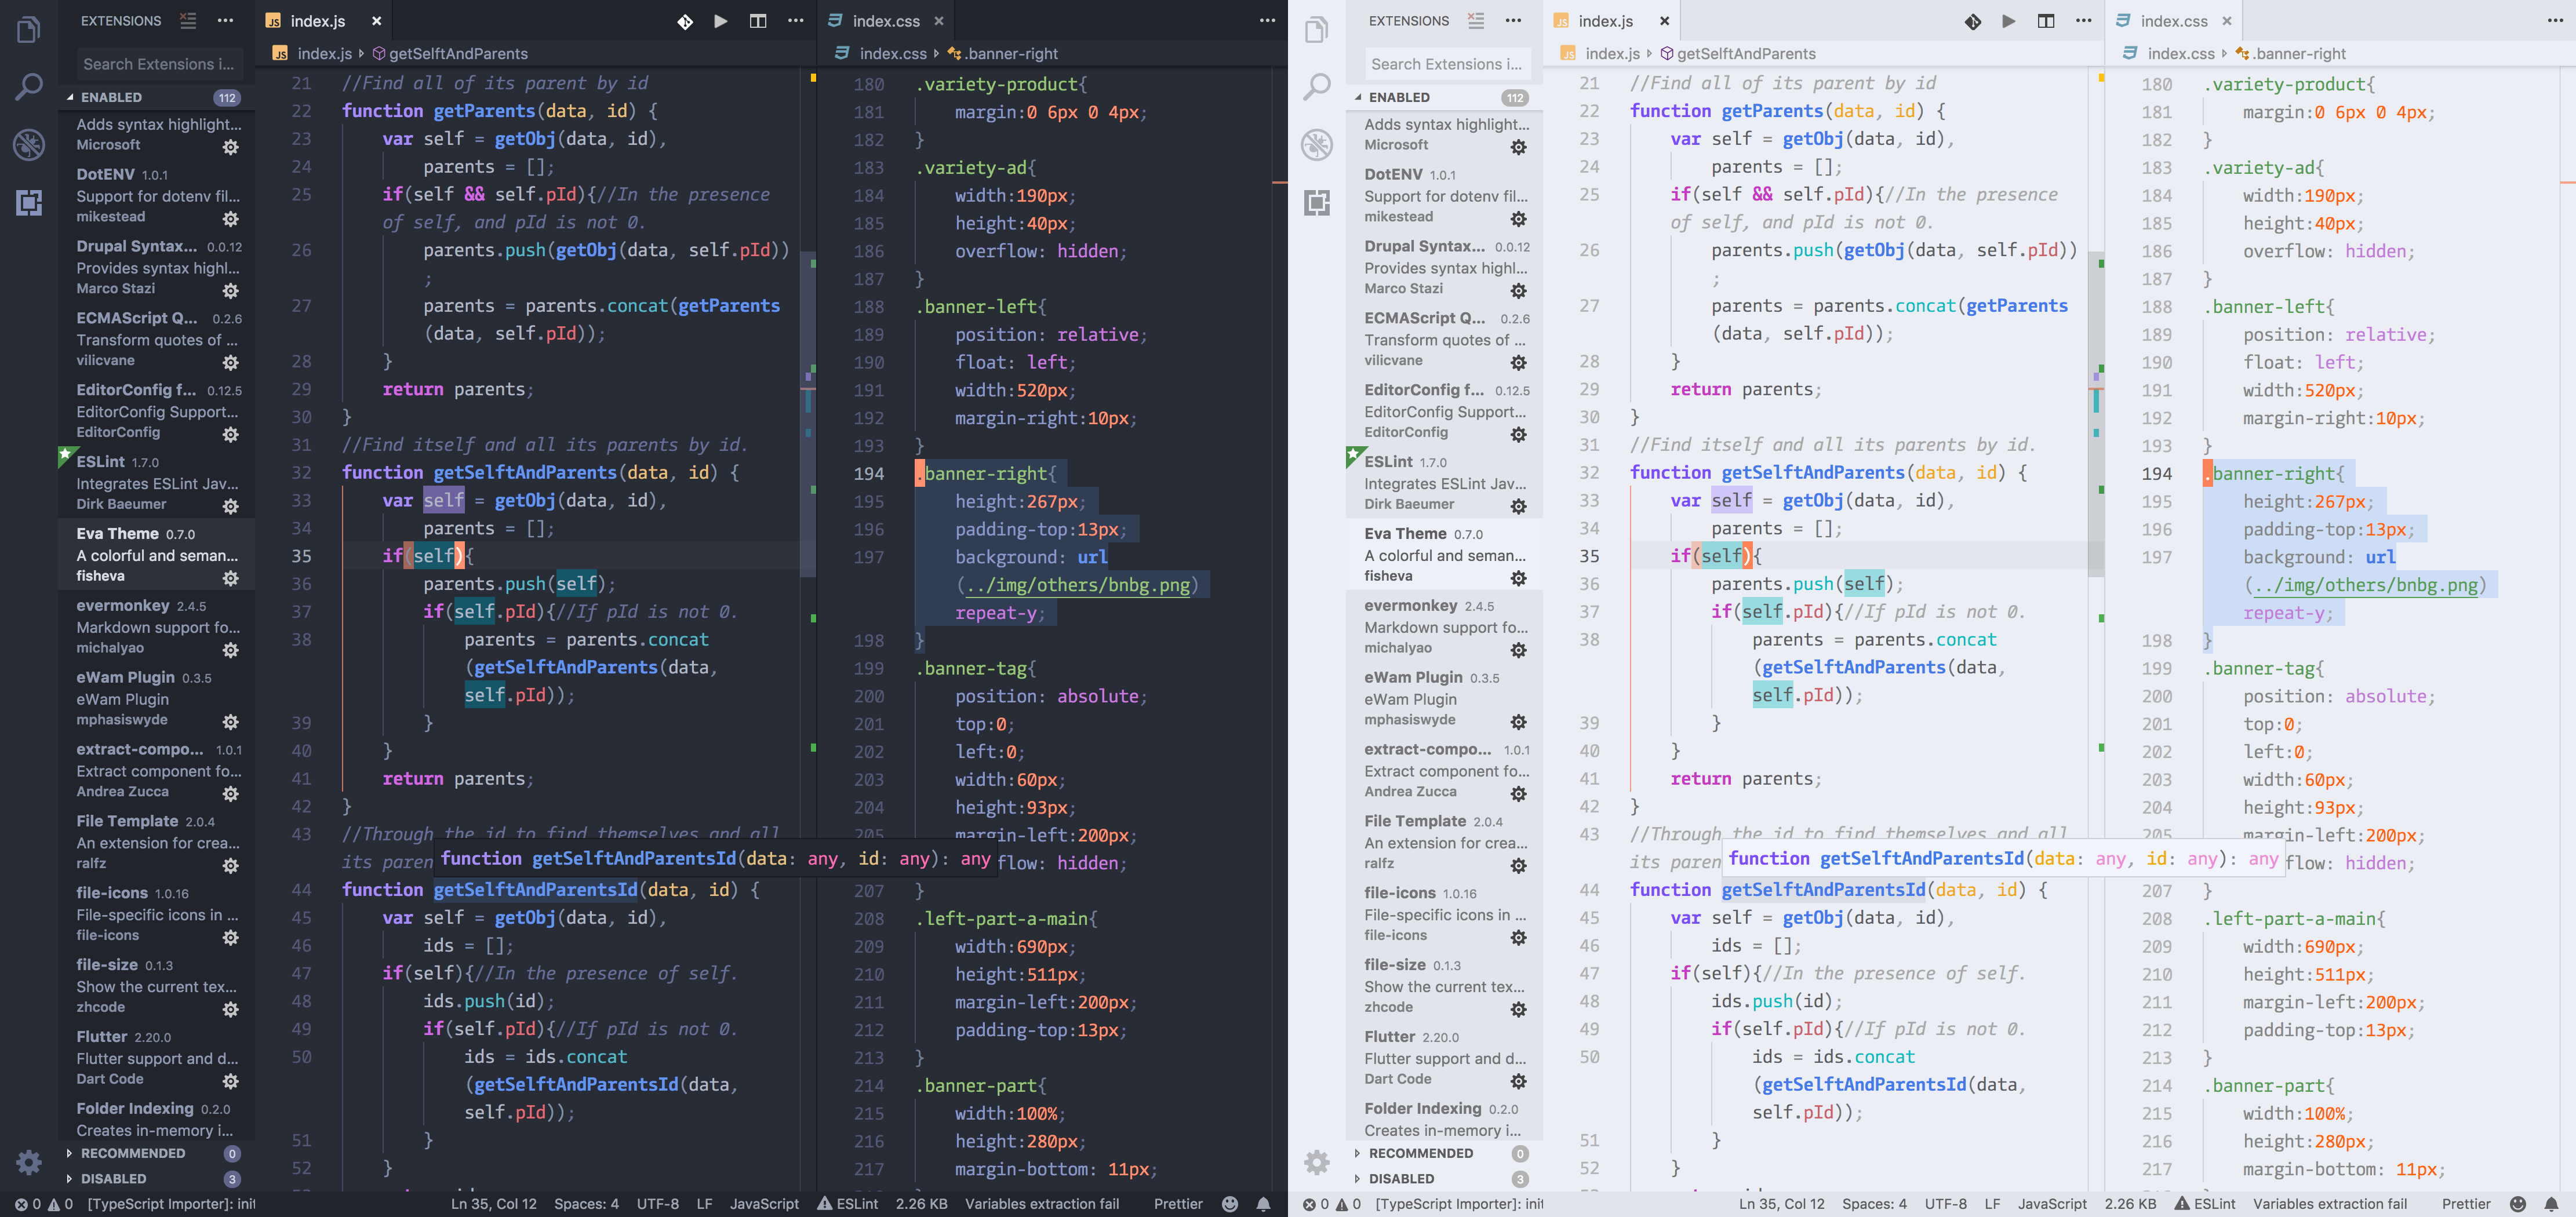 EXTENSIONS
Search Extensions i...
ENABLED 112
Adds syntax highlight...
Microsoft
DotENV 1.0.1
Support for dotenv fil...
mikestead
Drupal Syntax... 0.0.12
Provides syntax highl...
Marco Stazi
ECMAScript Q... 0.2.6
Transform quotes of ...
vilicvane
EditorConfig f... 0.12.5
EditorConfig Support...
EditorConfig
ESLint 1.7.0
Integrates ESLint Jav...
Dirk Baeumer
Eva Theme 0.7.0
A colorful and seman...
fisheva
evermonkey 2.4.5
Markdown support fo...
michalyao
eWam Plugin 0.3.5
eWam Plugin
mphasiswyde
extract-compo... 1.0.1
Extract component fo...
Andrea Zucca
File Template 2.0.4
An extension for crea...
ralfz
file-icons 1.0.16
File-specific icons in ...
file-icons
file-size 0.1.3
Show the current tex...
zhcode
Flutter 2.20.0
Flutter support and d...
Dart Code
Folder Indexing 0.2.0
Creates in-memory i...
RECOMMENDED 0
DISABLED 3
JS index.js
JS index.js getSelftAndParents
21 //Find all of its parent by id
22 function getParents(data, id) {
23 var self = getObj(data, id),
24 parents = [];
25 if(self && self.pId){//In the presence
of self, and pId is not 0.
26 parents.push(getObj(data, self.pId))
;
27 parents = parents.concat(getParents
(data, self.pId));
28 }
29 return parents;
30 }
31 //Find itself and all its parents by id.
32 function getSelftAndParents(data, id) {
33 var self = getObj(data, id),
34 parents = [];
35 if(self){
36 parents.push(self);
37 if(self.pId){//If pId is not 0.
38 parents = parents.concat
(getSelftAndParents(data,
self.pId));
39 }
40 }
41 return parents;
42 }
43 //Through the id to find themselves and all
its paren
function getSelftAndParentsId(data: any, id: any): any
44 function getSelftAndParentsId(data, id) {
45 var self = getObj(data, id),
46 ids = [];
47 if(self){//In the presence of self.
48 ids.push(id);
49 if(self.pId){//If pId is not 0.
50 ids = ids.concat
(getSelftAndParentsId(data,
self.pId));
51 }
52 }
index.css
index.css .banner-right
180 .variety-product{
181 margin:0 6px 0 4px;
182 }
183 .variety-ad{
184 width:190px;
185 height:40px;
186 overflow: hidden;
187 }
188 .banner-left{
189 position: relative;
190 float: left;
191 width:520px;
192 margin-right:10px;
193 }
194 .banner-right{
195 height:267px;
196 padding-top:13px;
197 background: url
(../img/others/bnbg.png)
repeat-y;
198 }
199 .banner-tag{
200 position: absolute;
201 top:0;
202 left:0;
203 width:60px;
204 height:93px;
205 margin-left:200px;
flow: hidden;
207 }
208 .left-part-a-main{
209 width:690px;
210 height:511px;
211 margin-left:200px;
212 padding-top:13px;
213 }
214 .banner-part{
215 width:100%;
216 height:280px;
217 margin-bottom: 11px;
0 0 [TypeScript Importer]: init Ln 35, Col 12 Spaces: 4 UTF-8 LF JavaScript ESLint 2.26 KB Variables extraction fail Prettier
EXTENSIONS
Search Extensions i...
ENABLED 112
Adds syntax highlight...
Microsoft
DotENV 1.0.1
Support for dotenv fil...
mikestead
Drupal Syntax... 0.0.12
Provides syntax highl...
Marco Stazi
ECMAScript Q... 0.2.6
Transform quotes of ...
vilicvane
EditorConfig f... 0.12.5
EditorConfig Support...
EditorConfig
ESLint 1.7.0
Integrates ESLint Jav...
Dirk Baeumer
Eva Theme 0.7.0
A colorful and seman...
fisheva
evermonkey 2.4.5
Markdown support fo...
michalyao
eWam Plugin 0.3.5
eWam Plugin
mphasiswyde
extract-compo... 1.0.1
Extract component fo...
Andrea Zucca
File Template 2.0.4
An extension for crea...
ralfz
file-icons 1.0.16
File-specific icons in ...
file-icons
file-size 0.1.3
Show the current tex...
zhcode
Flutter 2.20.0
Flutter support and d...
Dart Code
Folder Indexing 0.2.0
Creates in-memory i...
RECOMMENDED 0
DISABLED 3
JS index.js
JS index.js getSelftAndParents
21 //Find all of its parent by id
22 function getParents(data, id) {
23 var self = getObj(data, id),
24 parents = [];
25 if(self && self.pId){//In the presence
of self, and pId is not 0.
26 parents.push(getObj(data, self.pId))
;
27 parents = parents.concat(getParents
(data, self.pId));
28 }
29 return parents;
30 }
31 //Find itself and all its parents by id.
32 function getSelftAndParents(data, id) {
33 var self = getObj(data, id),
34 parents = [];
35 if(self){
36 parents.push(self);
37 if(self.pId){//If pId is not 0.
38 parents = parents.concat
(getSelftAndParents(data,
self.pId));
39 }
40 }
41 return parents;
42 }
43 //Through the id to find themselves and all
its paren
function getSelftAndParentsId(data: any, id: any): any
44 function getSelftAndParentsId(data, id) {
45 var self = getObj(data, id),
46 ids = [];
47 if(self){//In the presence of self.
48 ids.push(id);
49 if(self.pId){//If pId is not 0.
50 ids = ids.concat
(getSelftAndParentsId(data,
self.pId));
51 }
52 }
index.css
index.css .banner-right
180 .variety-product{
181 margin:0 6px 0 4px;
182 }
183 .variety-ad{
184 width:190px;
185 height:40px;
186 overflow: hidden;
187 }
188 .banner-left{
189 position: relative;
190 float: left;
191 width:520px;
192 margin-right:10px;
193 }
194 .banner-right{
195 height:267px;
196 padding-top:13px;
197 background: url
(../img/others/bnbg.png)
repeat-y;
198 }
199 .banner-tag{
200 position: absolute;
201 top:0;
202 left:0;
203 width:60px;
204 height:93px;
205 margin-left:200px;
flow: hidden;
207 }
208 .left-part-a-main{
209 width:690px;
210 height:511px;
211 margin-left:200px;
212 padding-top:13px;
213 }
214 .banner-part{
215 width:100%;
216 height:280px;
217 margin-bottom: 11px;
0 0 [TypeScript Importer]: init Ln 35, Col 12 Spaces: 4 UTF-8 LF JavaScript 2.26 KB ESLint Variables extraction fail Prettier